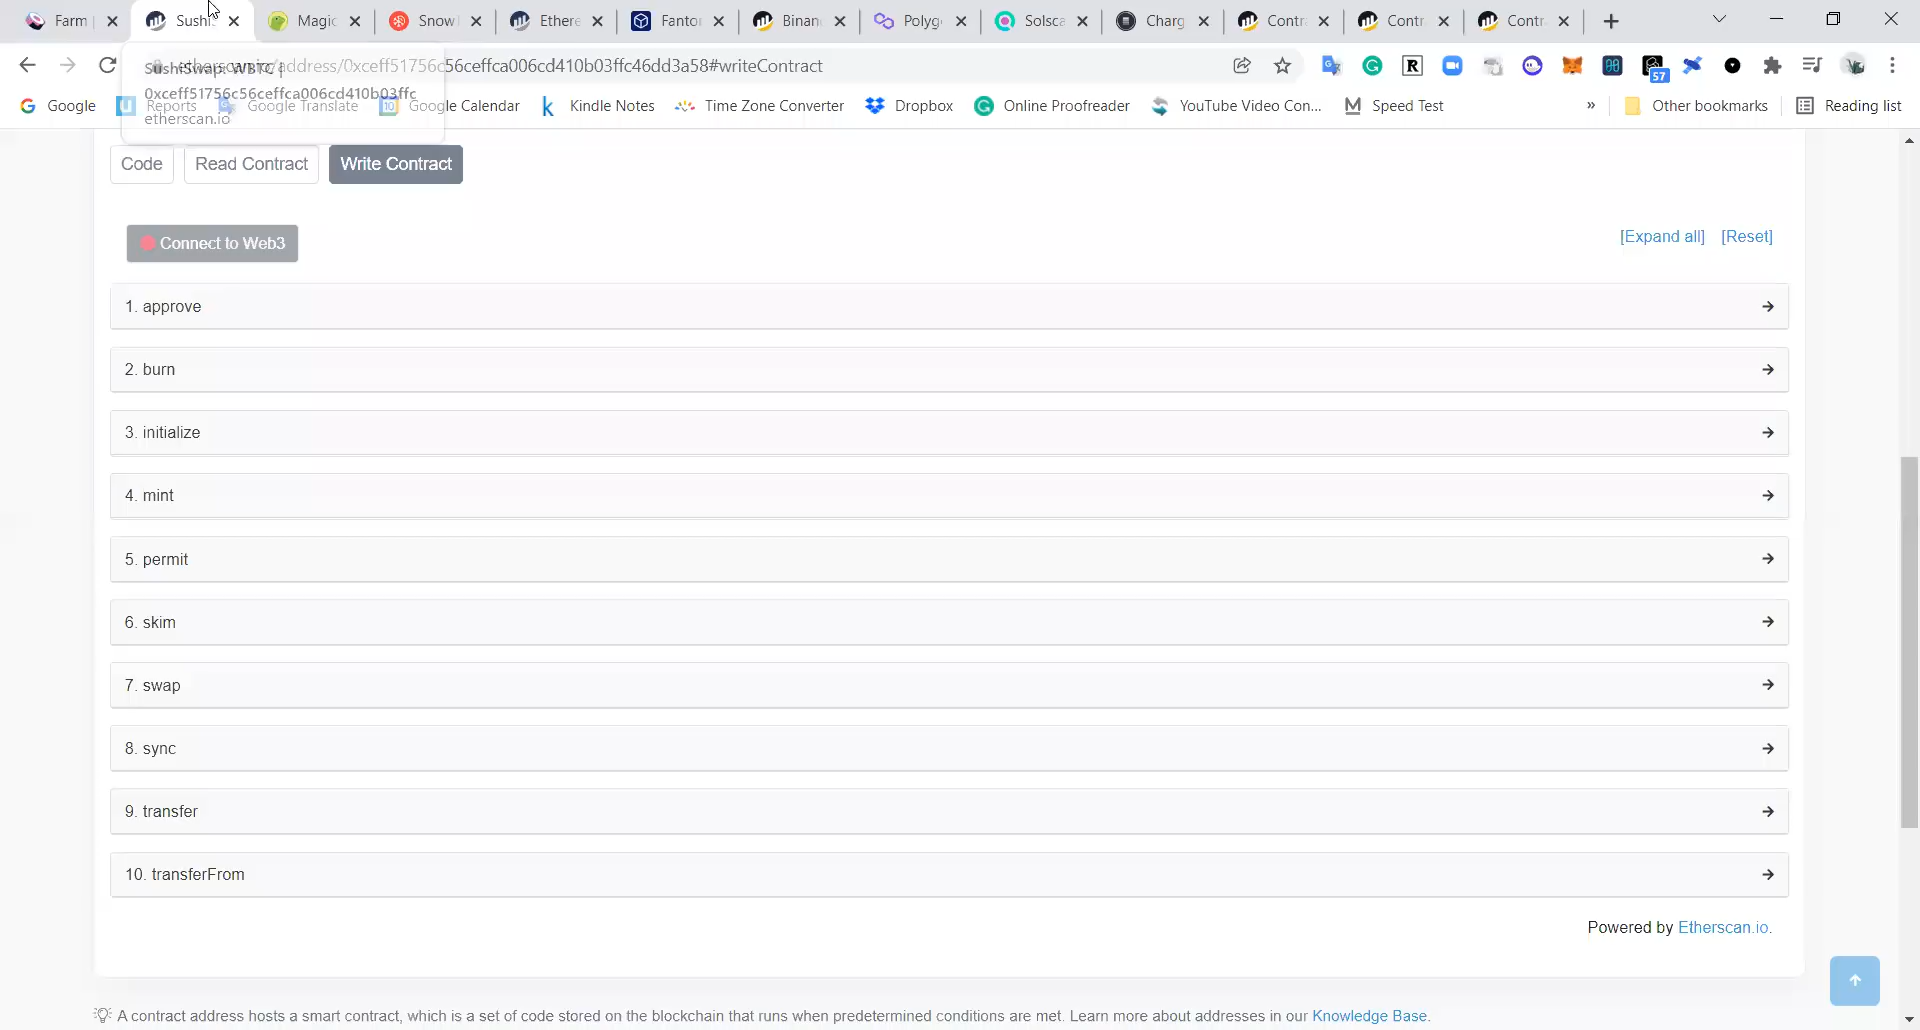 Farm
Sushi
Magic
Snow
Ethere
Fanto
Binan
Polyg
Solsca
Charg
Contr
Contr
Contr
etherscan.io/address/0xceff51756c56ceffca006cd410b03ffc46dd3a58#writeContract
57
SushiSwap: WBTC |
0xceff51756c56ceffca006cd410b03ffc
etherscan.io
Google
Reports
Google Translate
Google Calendar
Kindle Notes
Time Zone Converter
Dropbox
Online Proofreader
YouTube Video Con...
Speed Test
»
Other bookmarks
Reading list
Code
Read Contract
Write Contract
Connect to Web3
[Expand all]
[Reset]
1. approve
2. burn
3. initialize
4. mint
5. permit
6. skim
7. swap
8. sync
9. transfer
10. transferFrom
Powered by Etherscan.io.
A contract address hosts a smart contract, which is a set of code stored on the blockchain that runs when predetermined conditions are met. Learn more about addresses in our Knowledge Base.